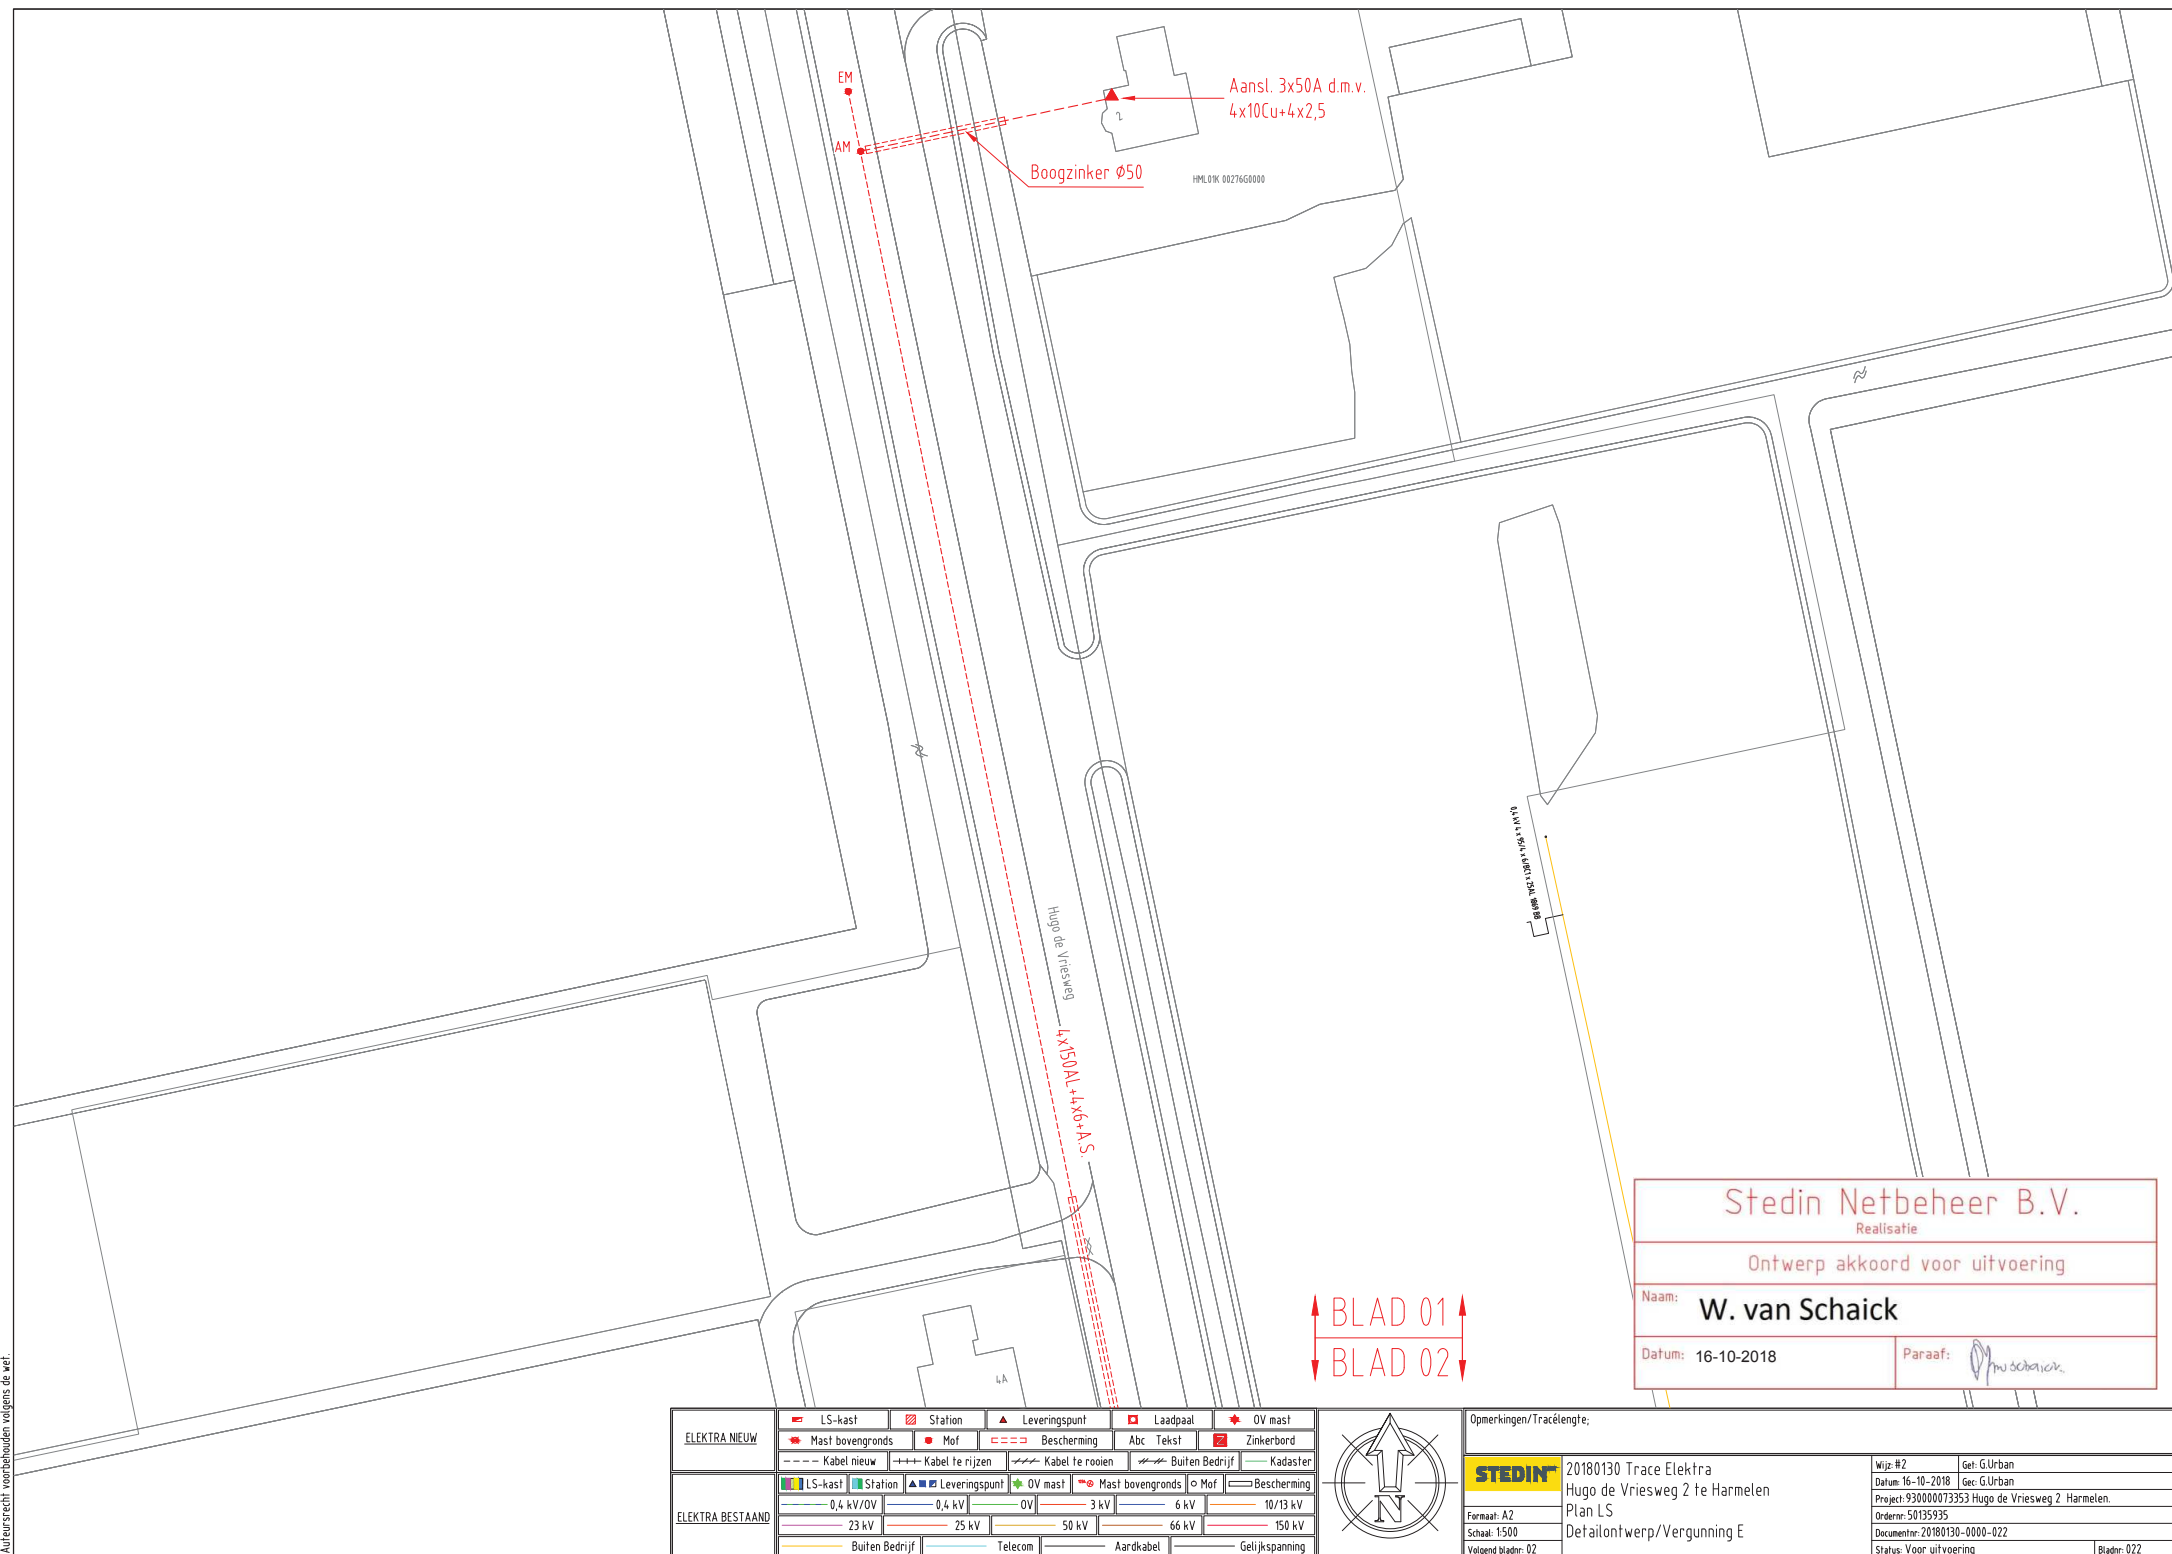 EM
AM
Aansl. 3x50A d.m.v.
4x10Cu+4x2,5
2
Boogzinker Ø50
HML01K 00276G0000
Hugo de Vriesweg
4x150AL+4x6+A.S.
4A
BLAD 01
BLAD 02
Stedin Netbeheer B.V.
Realisatie
Ontwerp akkoord voor uitvoering
Naam: W. van Schaick
Datum: 16-10-2018
Paraaf:
Auteursrecht voorbehouden volgens de wet.
ELEKTRA NIEUW
LS-kast Station Leveringspunt Laadpaal OV mast
Mast bovengronds Mof Bescherming Abc Tekst Z Zinkerbord
Kabel nieuw Kabel te rijzen Kabel te rooien Buiten Bedrijf Kadaster
ELEKTRA BESTAAND
LS-kast Station Leveringspunt OV mast Mast bovengronds Mof Bescherming
0,4 kV/OV 0,4 kV OV 3 kV 6 kV 10/13 kV
23 kV 25 kV 50 kV 66 kV 150 kV
Buiten Bedrijf Telecom Aardkabel Gelijkspanning
N
Opmerkingen/Tracélengte;
STEDIN
Formaat: A2
Schaal: 1:500
Volgend bladnr: 02
20180130 Trace Elektra
Hugo de Vriesweg 2 te Harmelen
Plan LS
Detailontwerp/Vergunning E
Wijz: #2 Get: G.Urban
Datum: 16-10-2018 Gec: G.Urban
Project: 930000073353 Hugo de Vriesweg 2 Harmelen.
Ordernr: 50135935
Documentnr: 20180130-0000-022
Status: Voor uitvoering Bladnr: 022